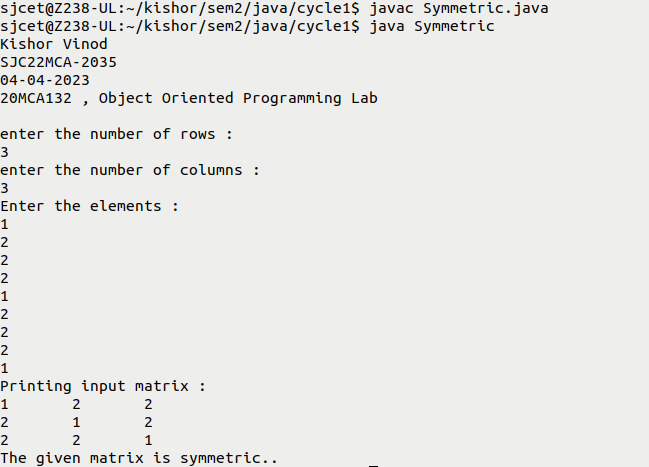 sjcet@Z238-UL:~/kishor/sem2/java/cycle1$ javac Symmetric.java
sjcet@Z238-UL:~/kishor/sem2/java/cycle1$ java Symmetric
Kishor Vinod
SJC22MCA-2035
04-04-2023
20MCA132 , Object Oriented Programming Lab
enter the number of rows :
3
enter the number of columns :
3
Enter the elements :
1
2
2
2
1
2
2
2
1
Printing input matrix :
1 2 2
2 1 2
2 2 1
The given matrix is symmetric..